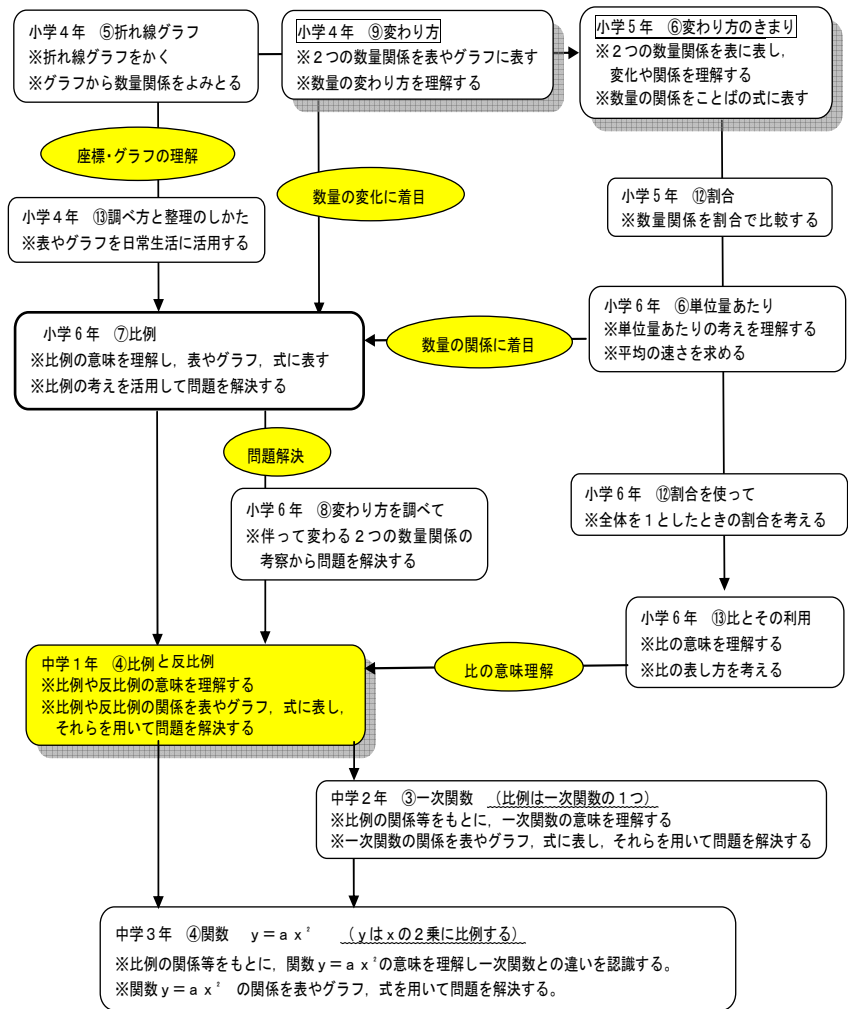 小学４年　⑤折れ線グラフ
※折れ線グラフをかく
※グラフから数量関係をよみとる
小学４年　⑨変わり方
※２つの数量関係を表やグラフに表す
※数量の変わり方を理解する
小学５年　⑥変わり方のきまり
※２つの数量関係を表に表し，
変化や関係を理解する
※数量の関係をことばの式に表す
座標・グラフの理解
数量の変化に着目
小学５年　⑫割合
※数量関係を割合で比較する
小学４年　⑬調べ方と整理のしかた
※表やグラフを日常生活に活用する
小学６年　⑦比例
※比例の意味を理解し，表やグラフ，式に表す
※比例の考えを活用して問題を解決する
数量の関係に着目
小学６年　⑥単位量あたり
※単位量あたりの考えを理解する
※平均の速さを求める
問題解決
小学６年　⑧変わり方を調べて
※伴って変わる２つの数量関係の
考察から問題を解決する
小学６年　⑫割合を使って
※全体を１としたときの割合を考える
小学６年　⑬比とその利用
※比の意味を理解する
※比の表し方を考える
比の意味理解
中学１年　④比例と反比例
※比例や反比例の意味を理解する
※比例や反比例の関係を表やグラフ，式に表し，
それらを用いて問題を解決する
中学２年　③一次関数　（比例は一次関数の１つ）
※比例の関係等をもとに，一次関数の意味を理解する
※一次関数の関係を表やグラフ，式に表し，それらを用いて問題を解決する
中学３年　④関数　ｙ＝ａｘ²　（ｙはｘの２乗に比例する）
※比例の関係等をもとに，関数ｙ＝ａｘ²の意味を理解し一次関数との違いを認識する。
※関数ｙ＝ａｘ²　の関係を表やグラフ，式を用いて問題を解決する。